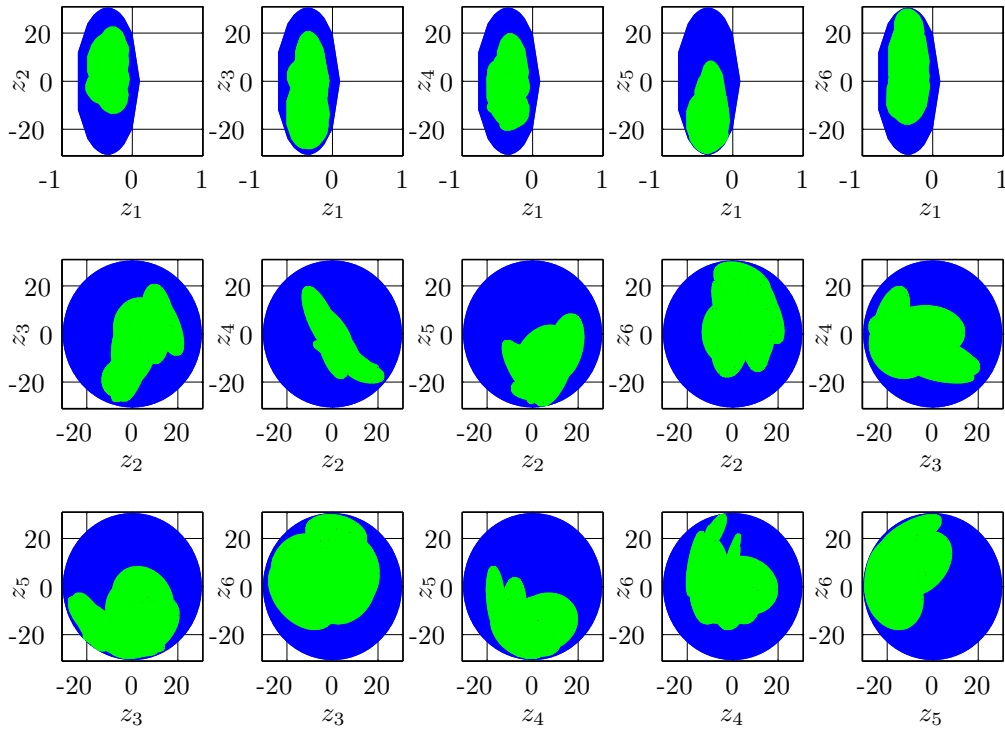 20 20 20 20 20
z₂ 0 z₃ 0 z₄ 0 z₅ 0 z₆ 0
-20 -20 -20 -20 -20
-1 0 1 -1 0 1 -1 0 1 -1 0 1 -1 0 1
z₁ z₁ z₁ z₁ z₁
20 20 20 20 20
z₃ 0 z₄ 0 z₅ 0 z₆ 0 z₄ 0
-20 -20 -20 -20 -20
-20 0 20 -20 0 20 -20 0 20 -20 0 20 -20 0 20
z₂ z₂ z₂ z₂ z₃
20 20 20 20 20
z₅ 0 z₆ 0 z₅ 0 z₆ 0 z₆ 0
-20 -20 -20 -20 -20
-20 0 20 -20 0 20 -20 0 20 -20 0 20 -20 0 20
z₃ z₃ z₄ z₄ z₅